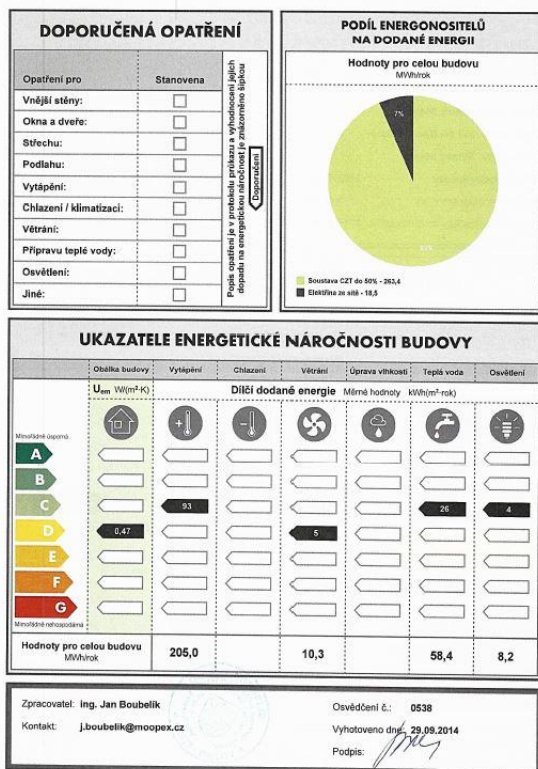 DOPORUČENÁ OPATŘENÍ
Opatření pro
Stanovena
Vnější stěny:
Okna a dveře:
Střechu:
Podlahu:
Vytápění:
Chlazení / klimatizaci:
Větrání:
Přípravu teplé vody:
Osvětlení:
Jiné:
Popis opatření je v protokolu průkazu a vyhodnocení jejich
dopadu na energetickou náročnost je znázorněno šipkou
Doporučení
PODÍL ENERGONOSITELŮ
NA DODANÉ ENERGII
Hodnoty pro celou budovu
MWh/rok
7%
Soustava CZT do 50% - 263,4
Elektřina ze sítě - 18,5
UKAZATELE ENERGETICKÉ NÁROČNOSTI BUDOVY
Obálka budovy Vytápění Chlazení Větrání Úprava vlhkosti Teplá voda Osvětlení
Uem W/(m²·K) Dílčí dodané energie Měrné hodnoty kWh/(m²·rok)
Mimořádně úsporná
A
B
C 93 26 4
D 0,47 5
E
F
G
Mimořádně nehospodárná
Hodnoty pro celou budovu
MWh/rok
205,0 10,3 58,4 8,2
Zpracovatel: ing. Jan Boubelík
Kontakt: j.boubelik@moopex.cz
Osvědčení č.: 0538
Vyhotoveno dne: 29.09.2014
Podpis: